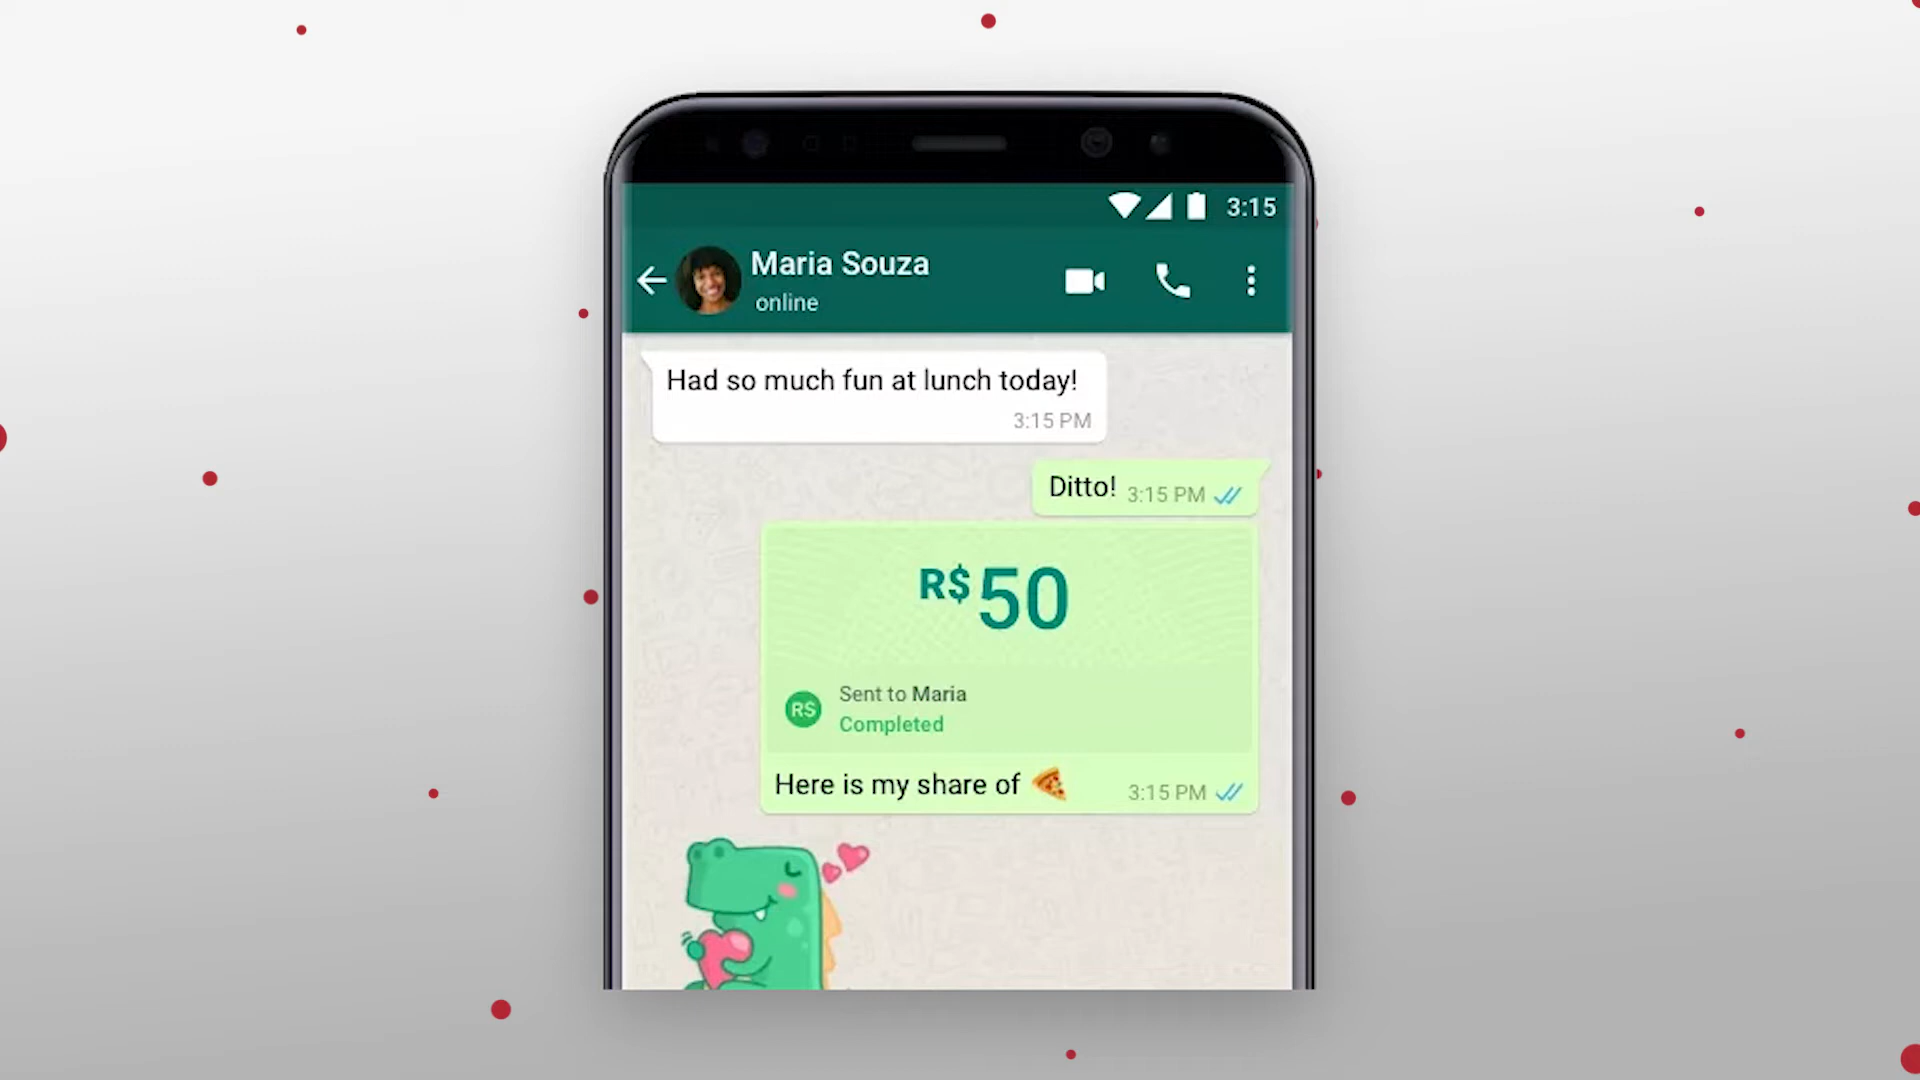 3:15
Maria Souza
online
Had so much fun at lunch today!
3:15 PM
Ditto! 3:15 PM
R$50
Sent to Maria
R$
Completed
Here is my share of 🍕 3:15 PM